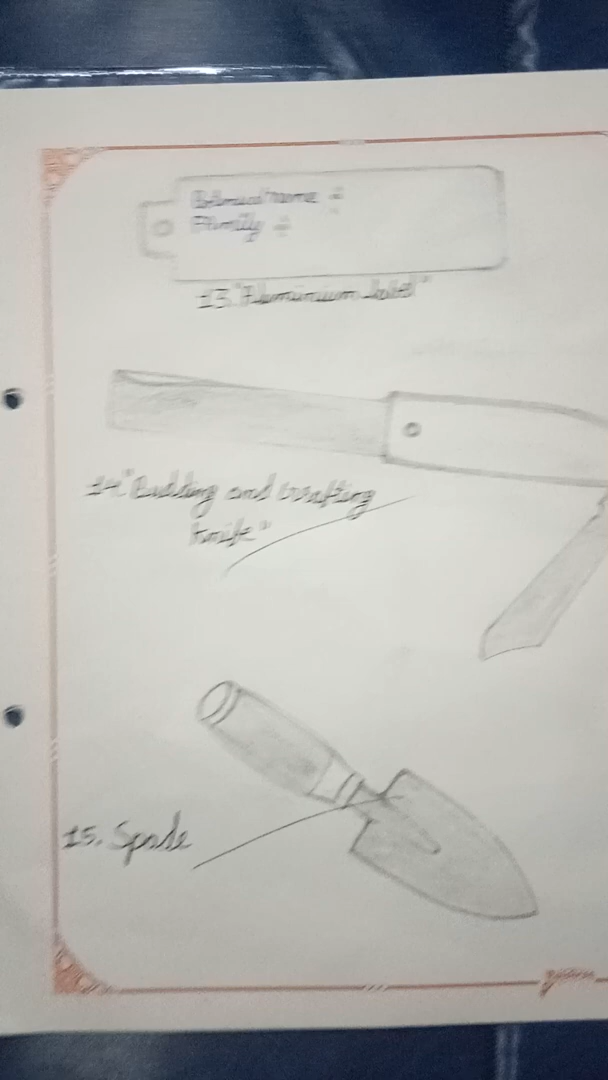 Botanical name ÷
Family ÷
13 "Aluminium label"
14." Budding and Grafting
knife"
15. Spade